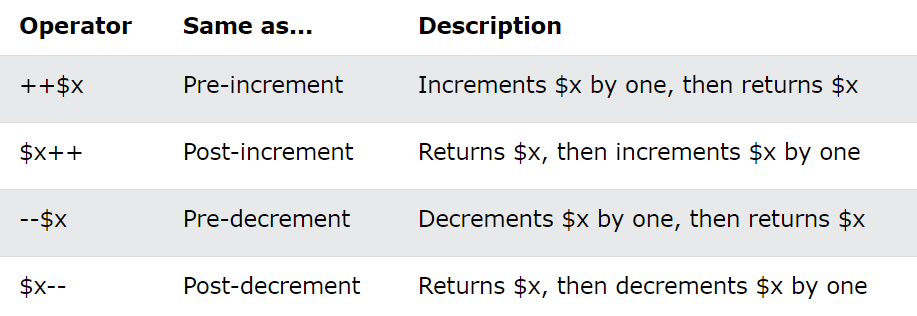 Operator Same as... Description
++$x Pre-increment Increments $x by one, then returns $x
$x++ Post-increment Returns $x, then increments $x by one
--$x Pre-decrement Decrements $x by one, then returns $x
$x-- Post-decrement Returns $x, then decrements $x by one